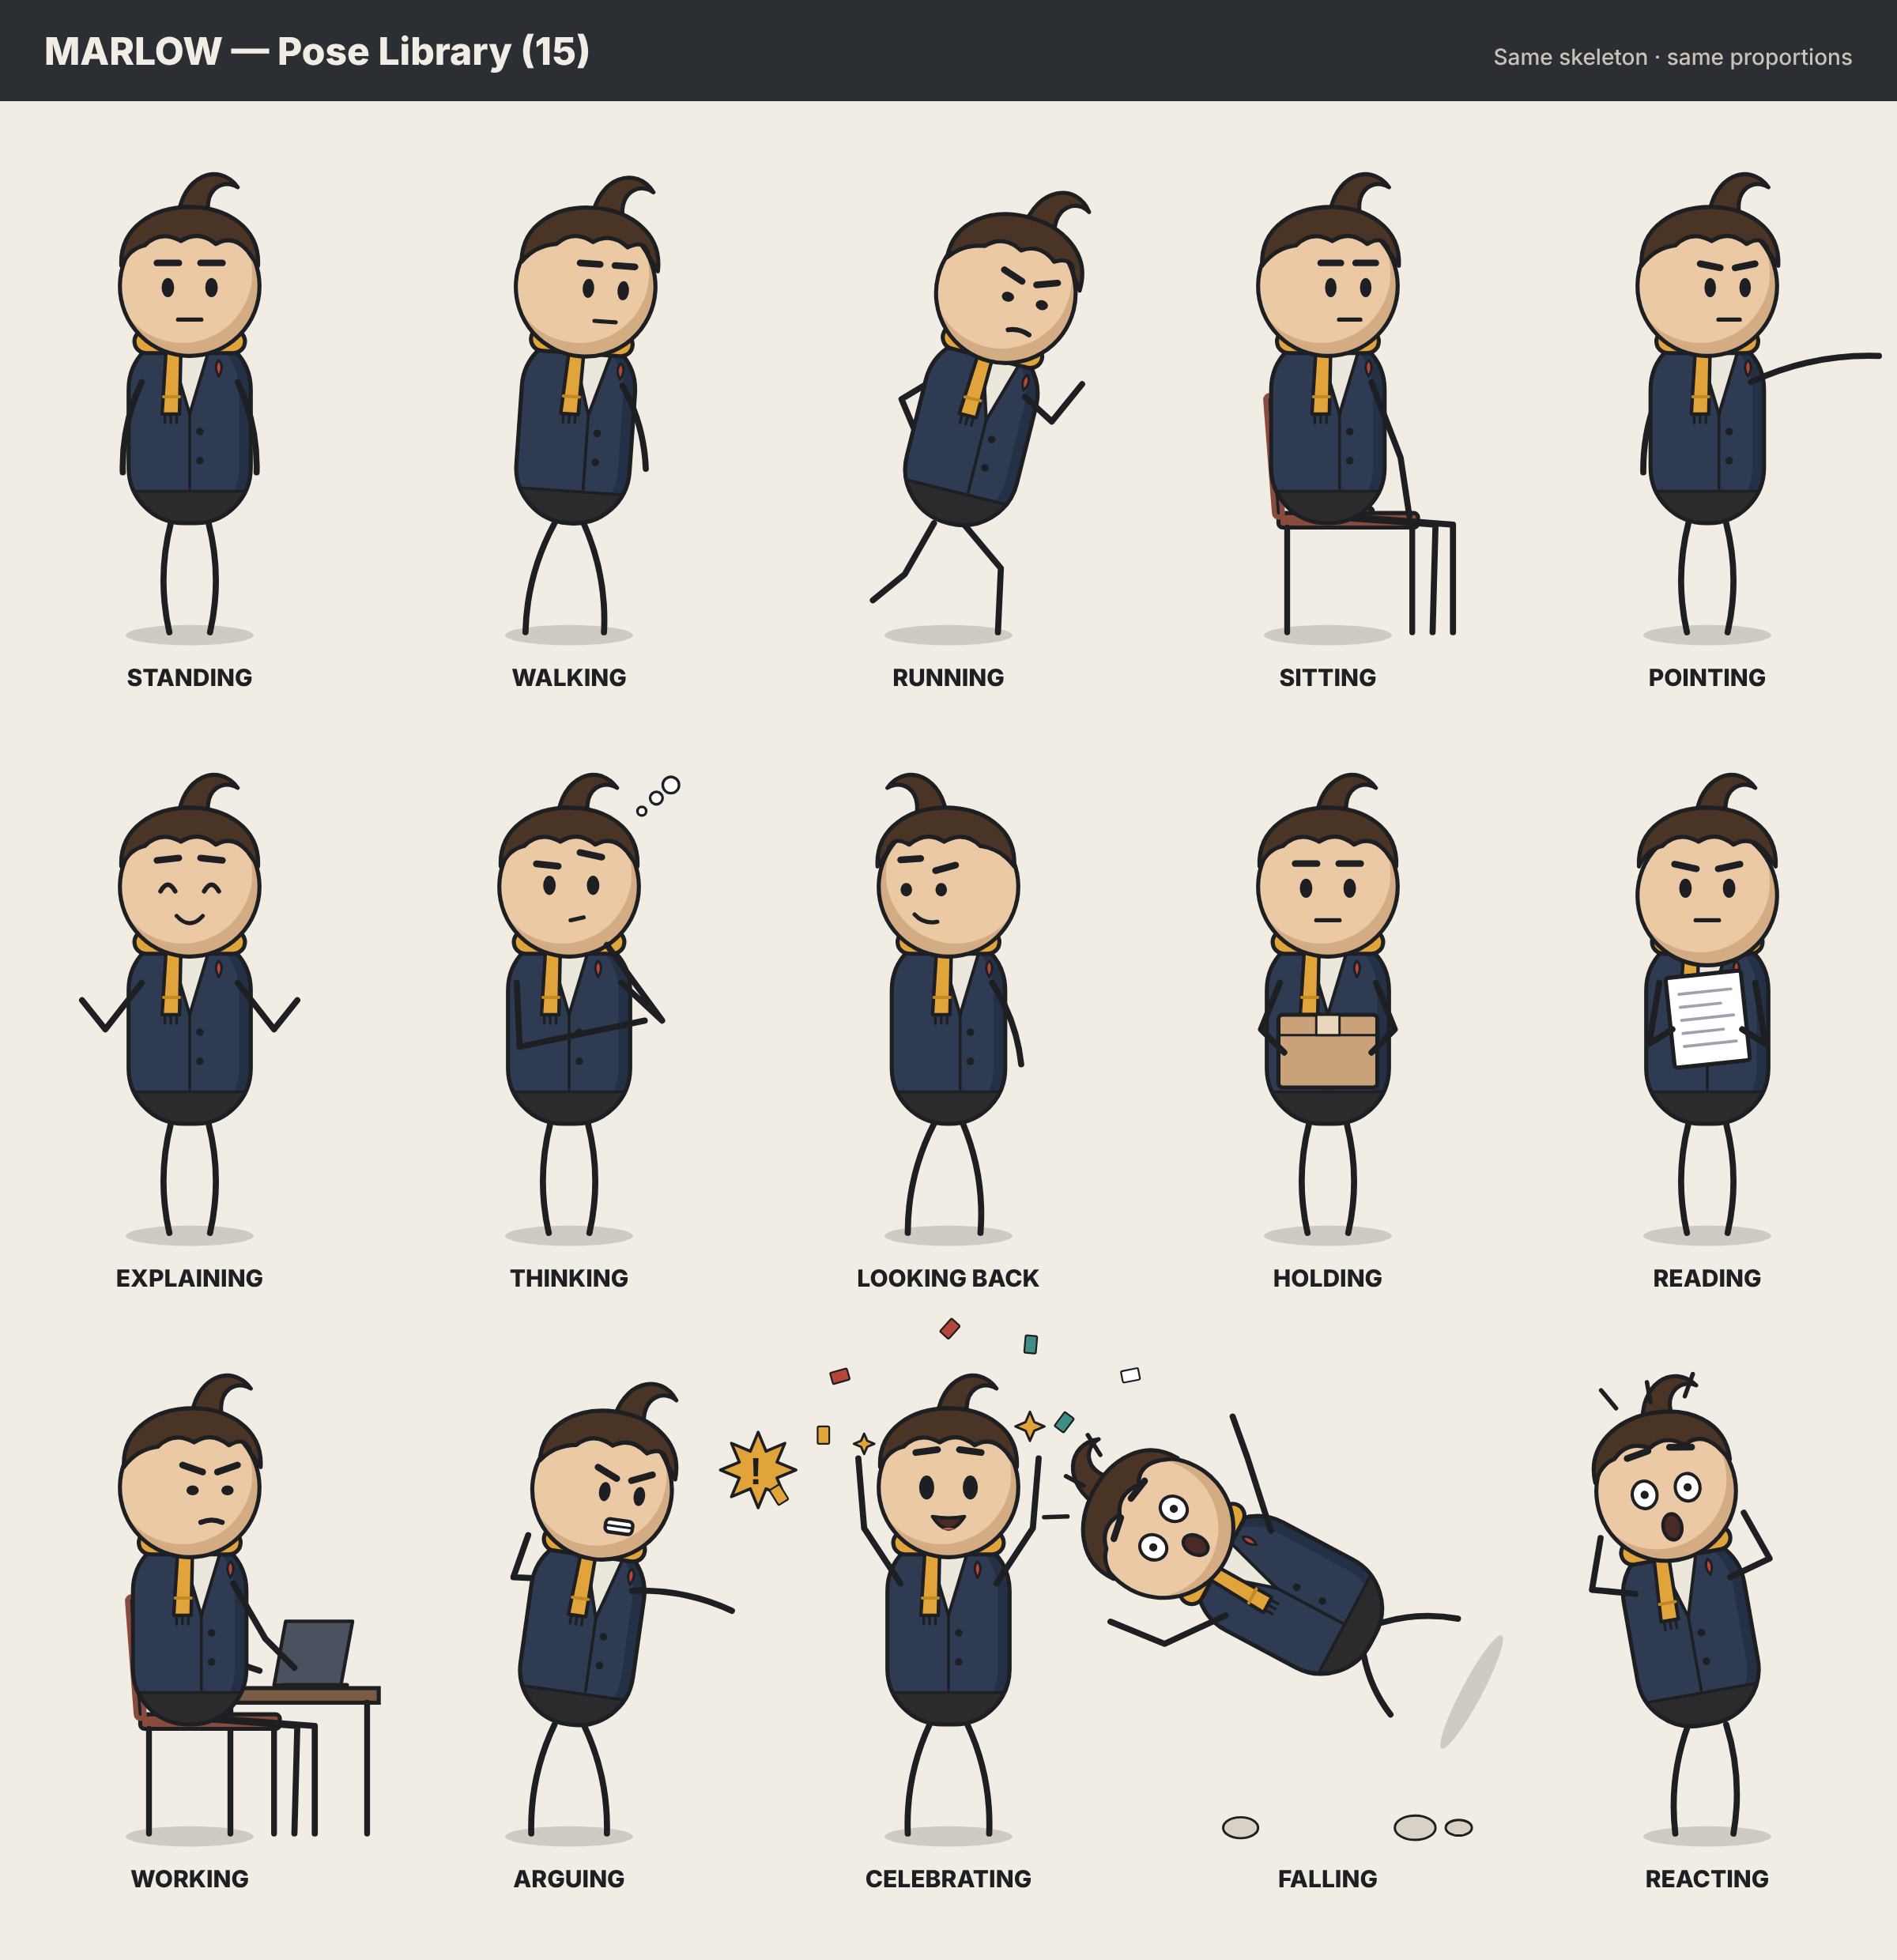 MARLOW — Pose Library (15)
Same skeleton · same proportions
STANDING
WALKING
RUNNING
SITTING
POINTING
EXPLAINING
THINKING
LOOKING BACK
HOLDING
READING
!
WORKING
ARGUING
CELEBRATING
FALLING
REACTING